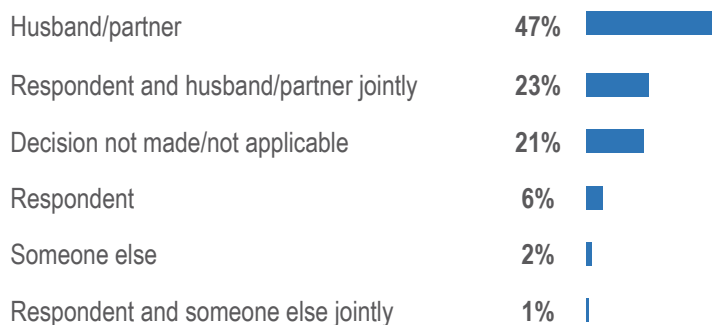 Husband/partner 47%
Respondent and husband/partner jointly 23%
Decision not made/not applicable 21%
Respondent 6%
Someone else 2%
Respondent and someone else jointly 1%